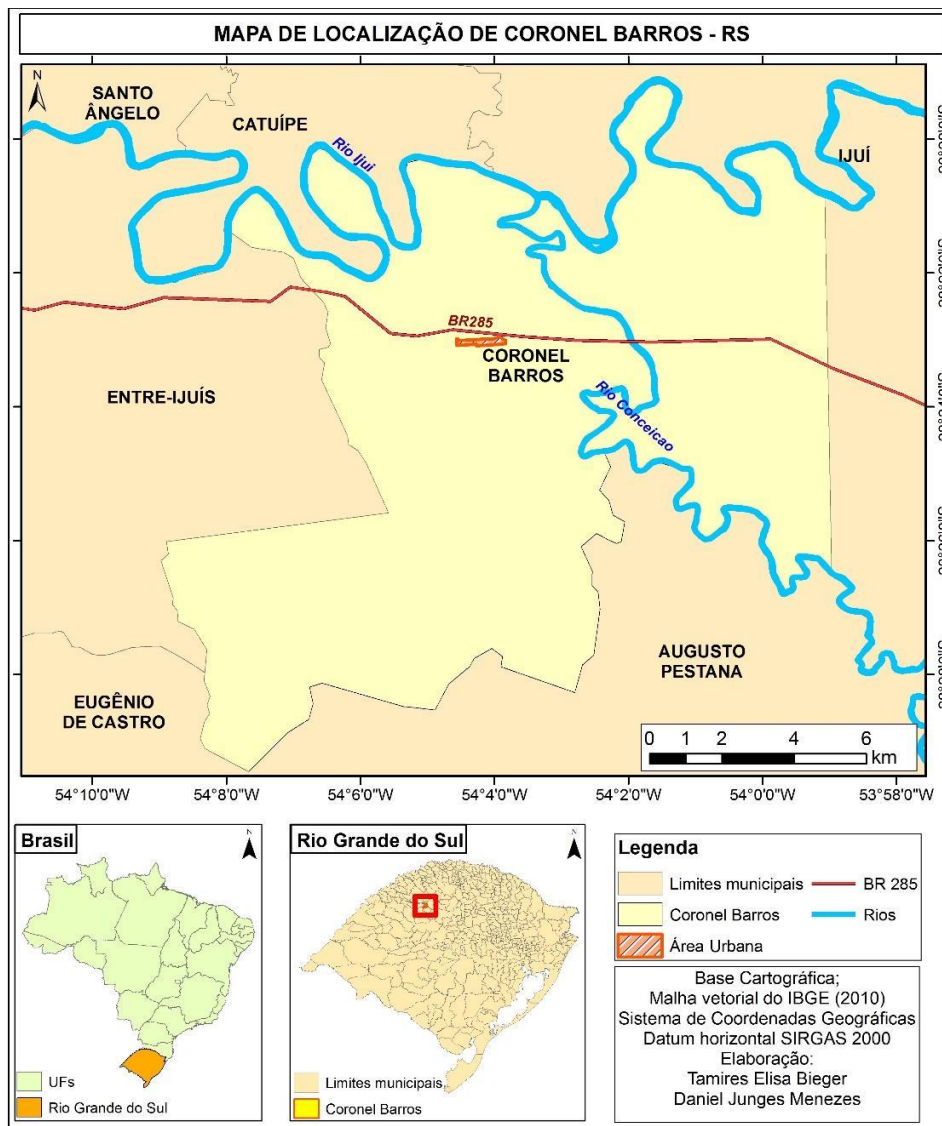 MAPA DE LOCALIZAÇÃO DE CORONEL BARROS - RS
N
SANTO
ÂNGELO
CATUÍPE
Rio Ijuí
IJUÍ
BR285
CORONEL
BARROS
ENTRE-IJUÍS
Rio Conceicao
AUGUSTO
PESTANA
EUGÊNIO
DE CASTRO
0 1 2 4 6
km
54°10'0"W 54°8'0"W 54°6'0"W 54°4'0"W 54°2'0"W 54°0'0"W 53°58'0"W
Brasil
N
UFs
Rio Grande do Sul
Rio Grande do Sul
N
Limites municipais
Coronel Barros
Legenda
Limites municipais
BR 285
Coronel Barros
Rios
Área Urbana
Base Cartográfica;
Malha vetorial do IBGE (2010)
Sistema de Coordenadas Geográficas
Datum horizontal SIRGAS 2000
Elaboração:
Tamires Elisa Bieger
Daniel Junges Menezes